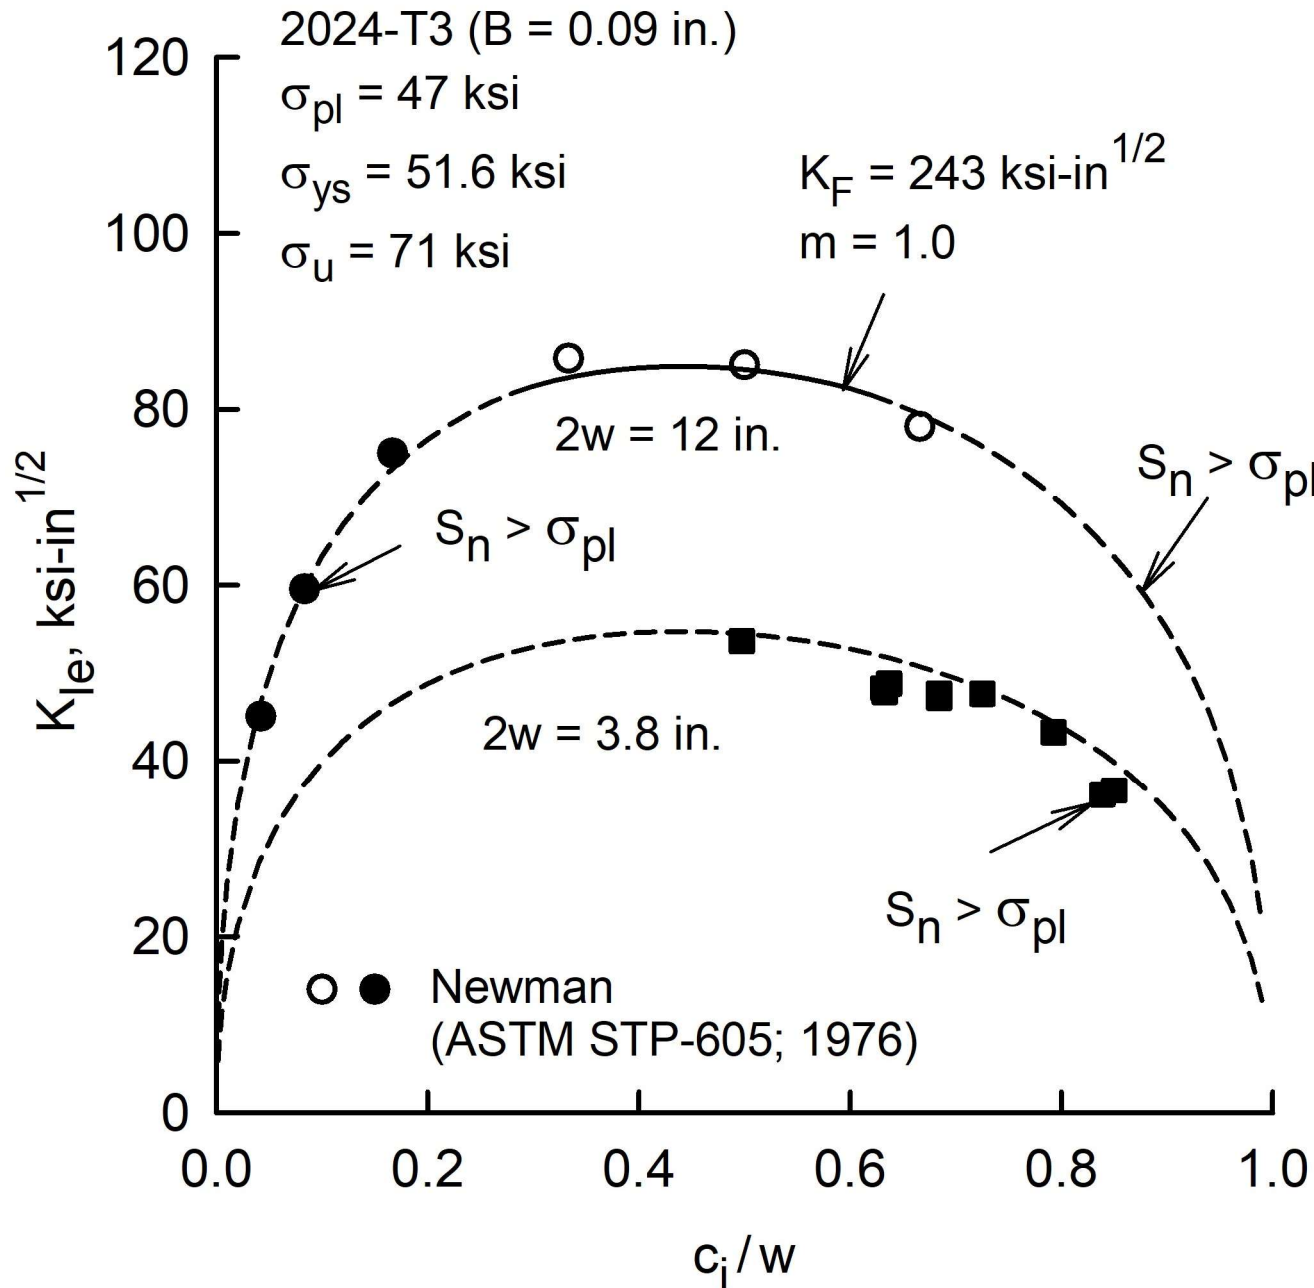 2024-T3 (B = 0.09 in.)
σpl = 47 ksi
σys = 51.6 ksi
σu = 71 ksi
KF = 243 ksi-in1/2
m = 1.0
120
100
80
60
40
20
0
KIe, ksi-in1/2
2w = 12 in.
Sn > σpl
Sn > σpl
2w = 3.8 in.
Sn > σpl
Newman
(ASTM STP-605; 1976)
0.0 0.2 0.4 0.6 0.8 1.0
ci / w